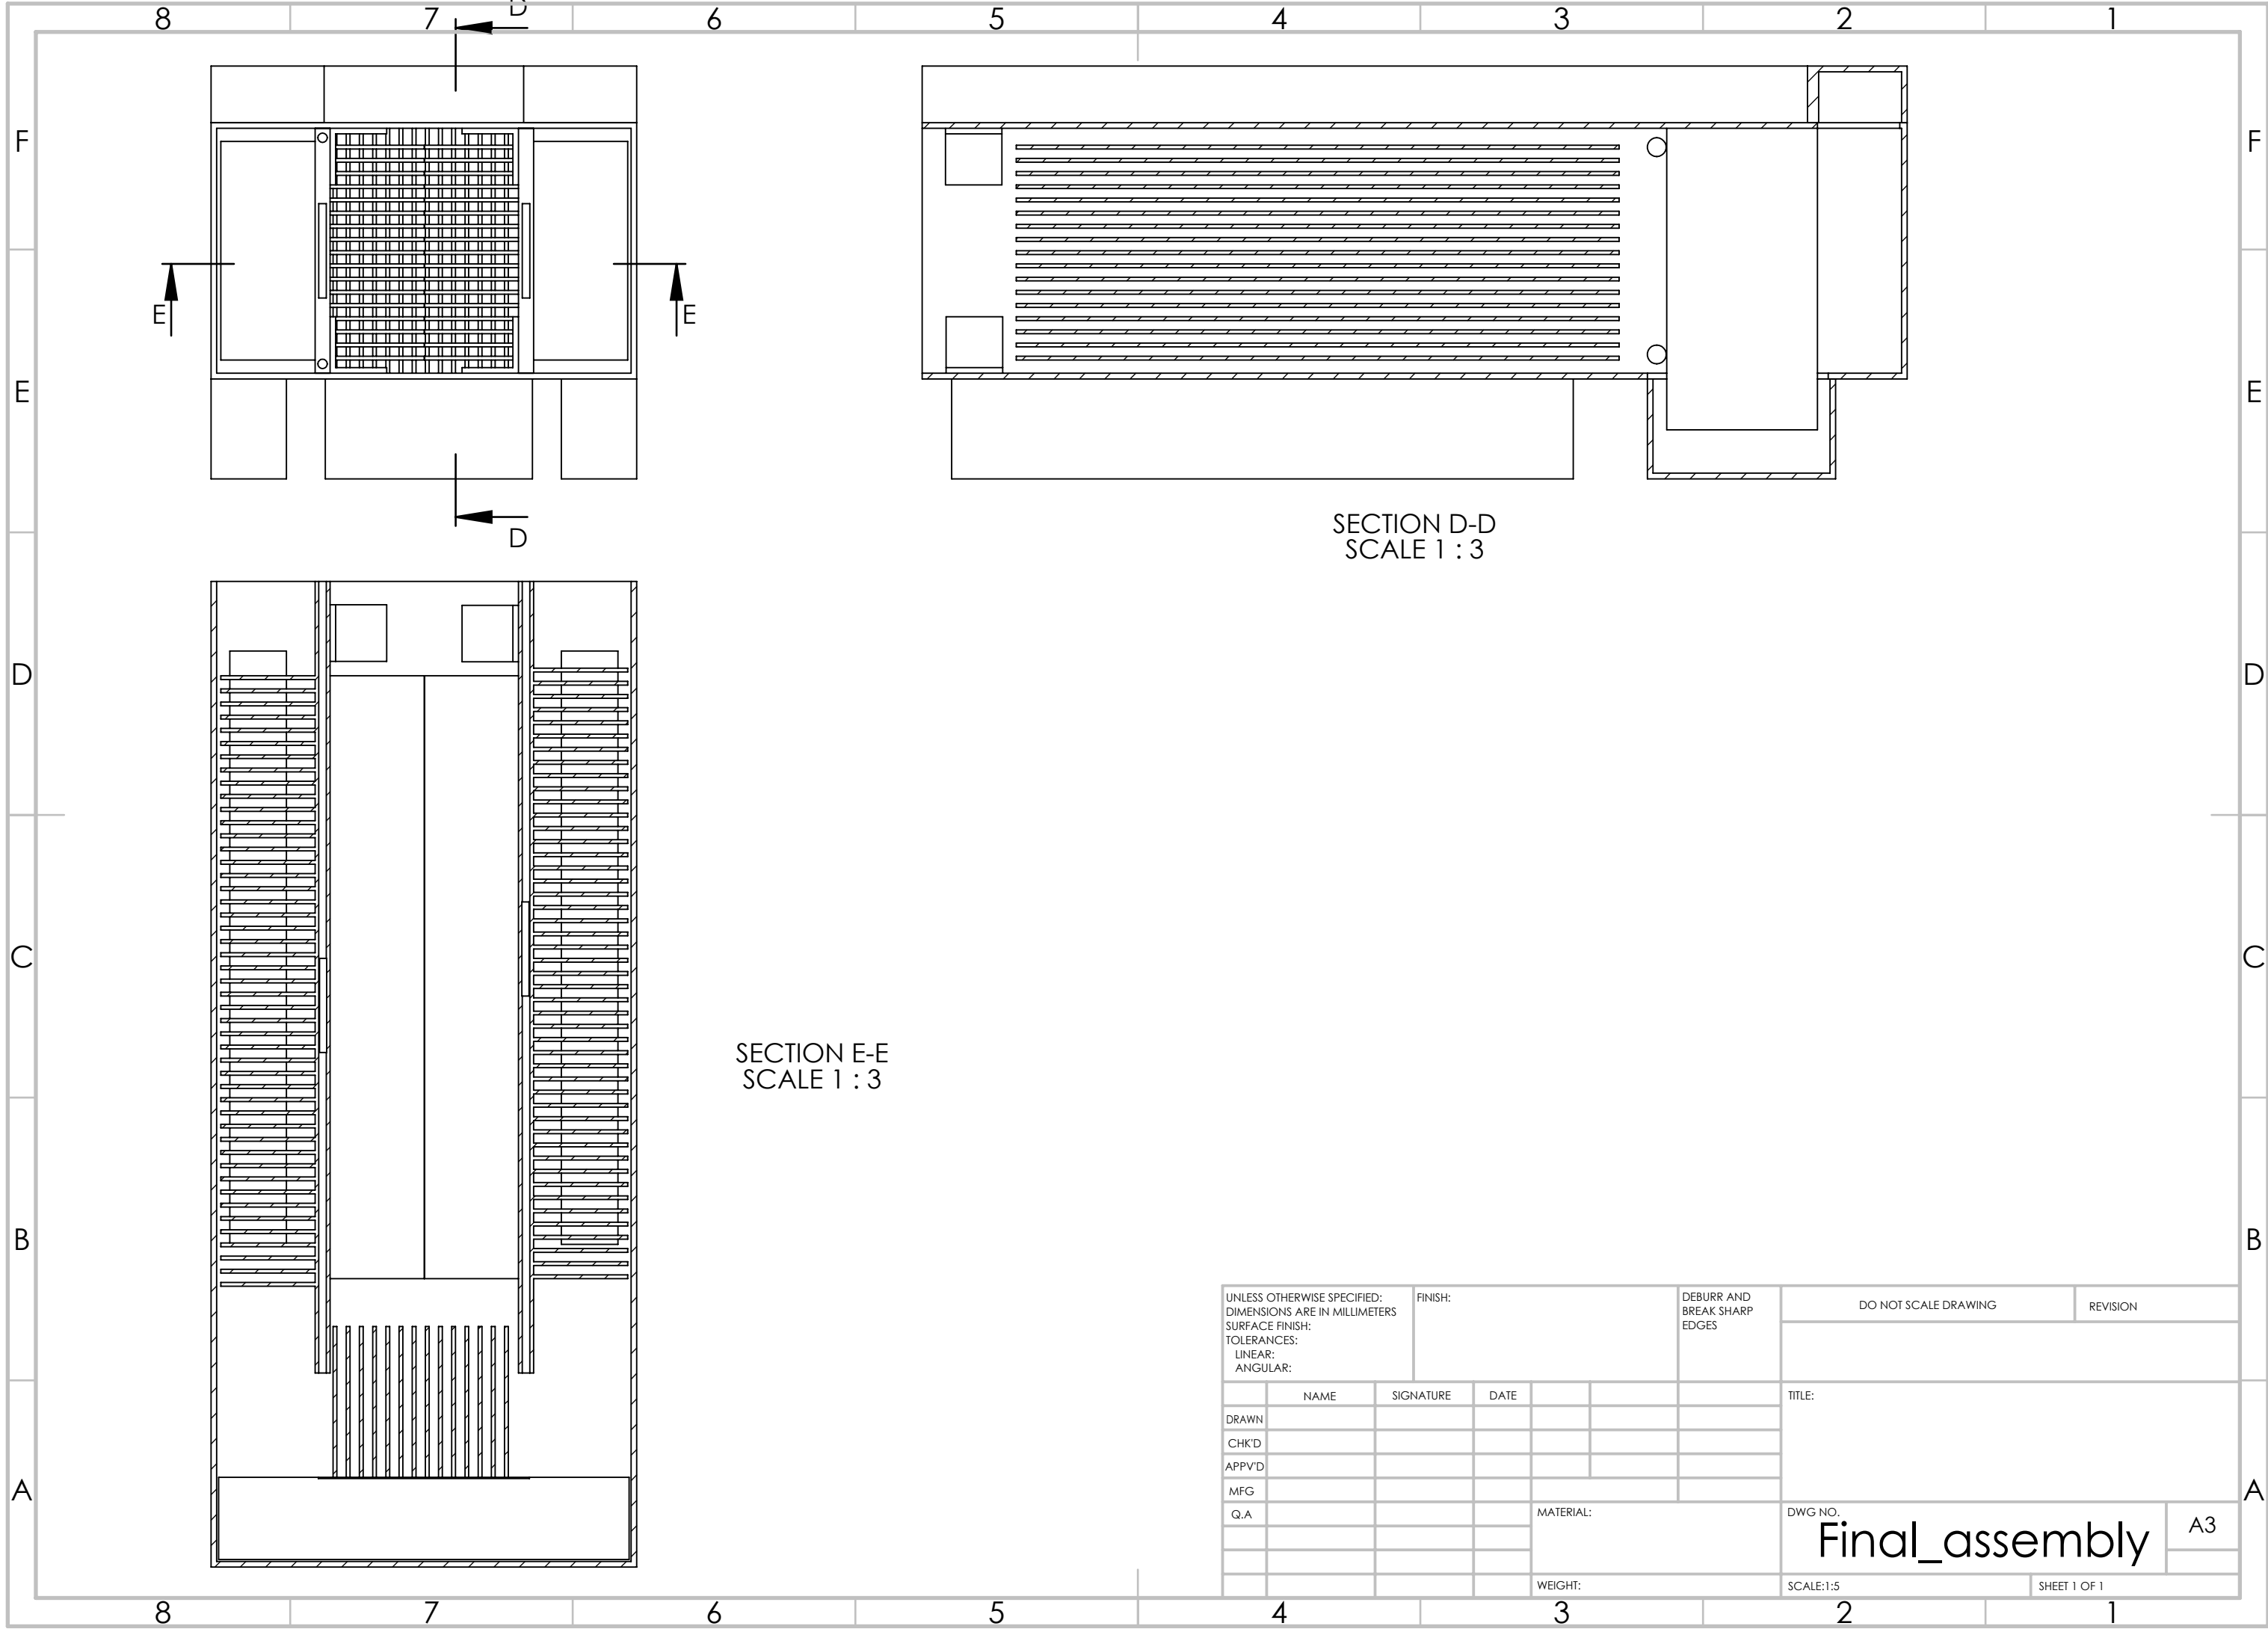 8 7 6 5 4 3 2 1
D
F F
E E
E E
D
SECTION D-D
SCALE 1 : 3
D D
C C
SECTION E-E
SCALE 1 : 3
B B
UNLESS OTHERWISE SPECIFIED:
DIMENSIONS ARE IN MILLIMETERS
SURFACE FINISH:
TOLERANCES:
LINEAR:
ANGULAR:
FINISH:
DEBURR AND
BREAK SHARP
EDGES
DO NOT SCALE DRAWING
REVISION
NAME SIGNATURE DATE
TITLE:
DRAWN
CHK'D
APPV'D
MFG
Q.A
A A
MATERIAL:
DWG NO.
Final_assembly
A3
WEIGHT:
SCALE:1:5
SHEET 1 OF 1
8 7 6 5 4 3 2 1